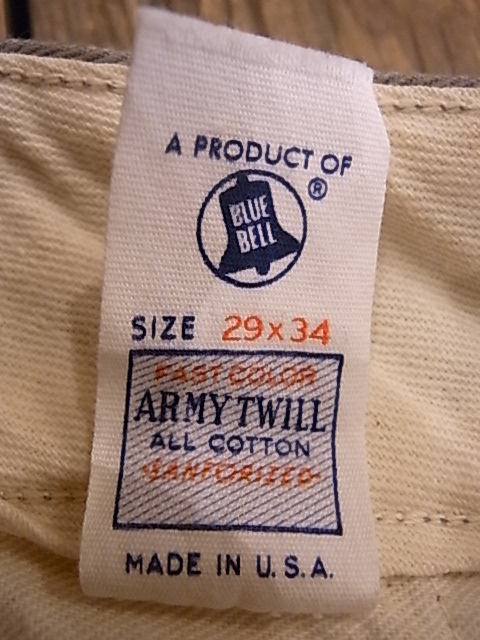 A PRODUCT OF
BLUE
BELL
®
SIZE 29x34
FAST COLOR
ARMY TWILL
ALL COTTON
-SANFORIZED-
MADE IN U.S.A.